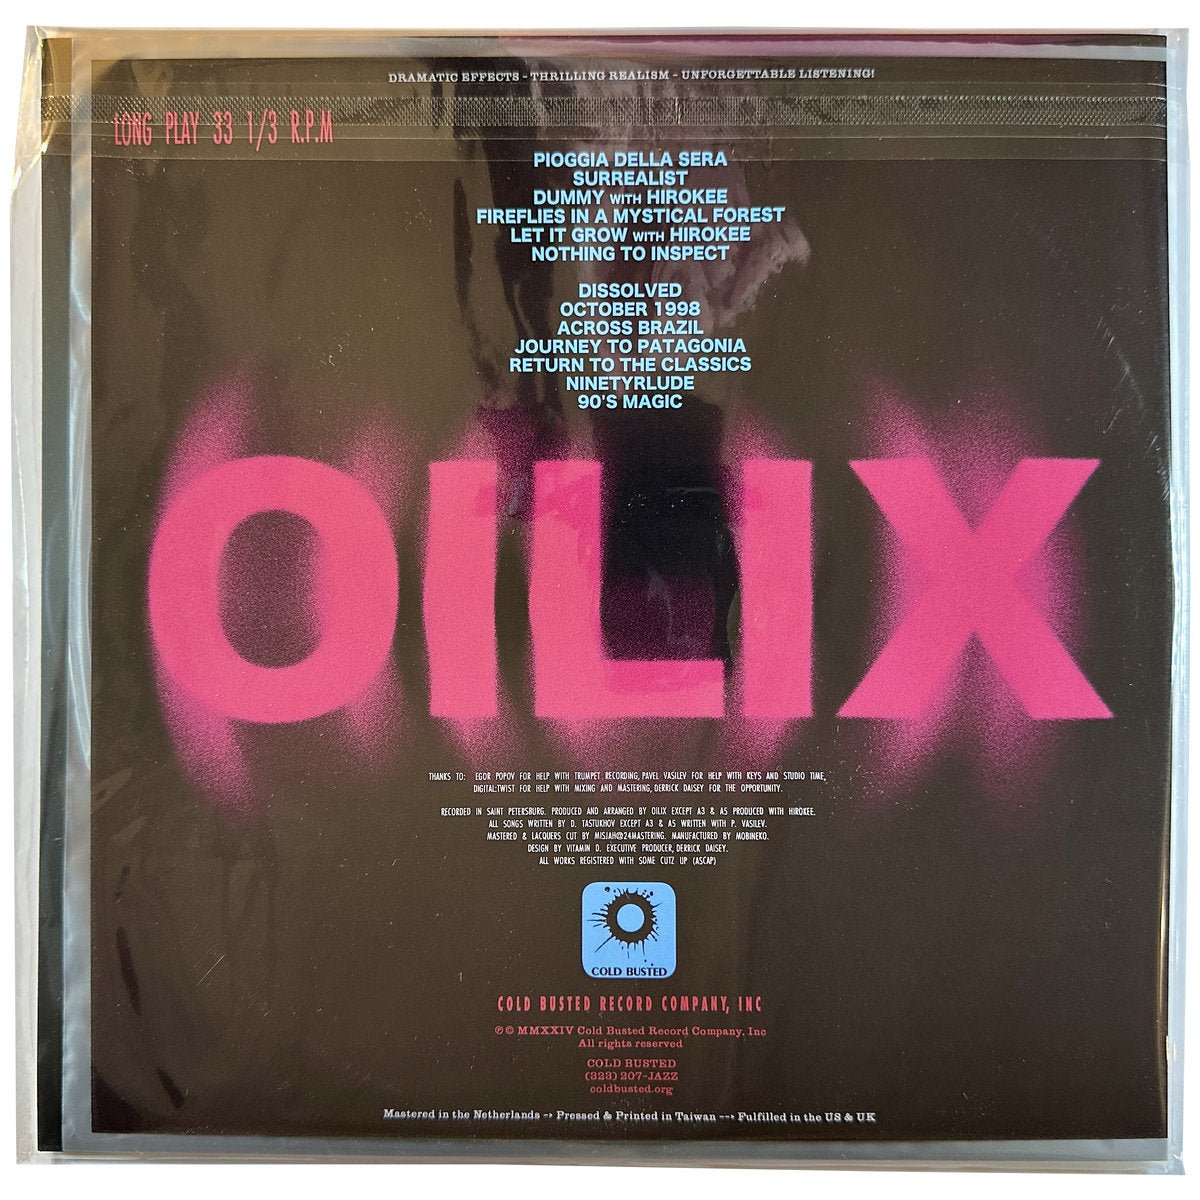 DRAMATIC EFFECTS - THRILLING REALISM - UNFORGETTABLE LISTENING!
LONG PLAY 33 1/3 R.P.M
PIOGGIA DELLA SERA
SURREALIST
DUMMY WITH HIROKEE
FIREFLIES IN A MYSTICAL FOREST
LET IT GROW WITH HIROKEE
NOTHING TO INSPECT
DISSOLVED
OCTOBER 1998
ACROSS BRAZIL
JOURNEY TO PATAGONIA
RETURN TO THE CLASSICS
NINETYRLUDE
90'S MAGIC
OILIX
THANKS TO: EGOR POPOV FOR HELP WITH TRUMPET RECORDING, PAVEL VASILEV FOR HELP WITH KEYS AND STUDIO TIME,
DIGITAL:TWIST FOR HELP WITH MIXING AND MASTERING, DERRICK DAISEY FOR THE OPPORTUNITY.
RECORDED IN SAINT PETERSBURG. PRODUCED AND ARRANGED BY OILIX EXCEPT A3 & A5 PRODUCED WITH HIROKEE.
ALL SONGS WRITTEN BY D. TASTUKHOV EXCEPT A3 & A5 WRITTEN WITH P. VASILEV.
MASTERED & LACQUERS CUT BY MISJAH@24MASTERING. MANUFACTURED BY MOBINEKO.
DESIGN BY VITAMIN D. EXECUTIVE PRODUCER, DERRICK DAISEY.
ALL WORKS REGISTERED WITH SOME CUTZ UP (ASCAP)
COLD BUSTED
COLD BUSTED RECORD COMPANY, INC
℗© MMXXIV Cold Busted Record Company, Inc
All rights reserved
COLD BUSTED
(323) 207-JAZZ
coldbusted.org
Mastered in the Netherlands -> Pressed & Printed in Taiwan --> Fulfilled in the US & UK